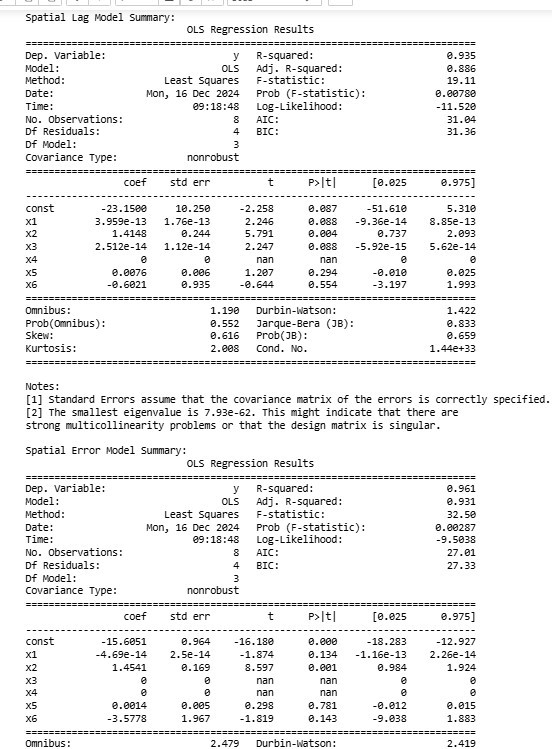 Spatial Lag Model Summary:
OLS Regression Results
==============================================================================
Dep. Variable: y R-squared: 0.935
Model: OLS Adj. R-squared: 0.886
Method: Least Squares F-statistic: 19.11
Date: Mon, 16 Dec 2024 Prob (F-statistic): 0.00780
Time: 09:18:48 Log-Likelihood: -11.520
No. Observations: 8 AIC: 31.04
Df Residuals: 4 BIC: 31.36
Df Model: 3
Covariance Type: nonrobust
==============================================================================
coef std err t P>|t| [0.025 0.975]
------------------------------------------------------------------------------
const -23.1500 10.250 -2.258 0.087 -51.610 5.310
x1 3.959e-13 1.76e-13 2.246 0.088 -9.36e-14 8.85e-13
x2 1.4148 0.244 5.791 0.004 0.737 2.093
x3 2.512e-14 1.12e-14 2.247 0.088 -5.92e-15 5.62e-14
x4 0 0 nan nan 0 0
x5 0.0076 0.006 1.207 0.294 -0.010 0.025
x6 -0.6021 0.935 -0.644 0.554 -3.197 1.993
==============================================================================
Omnibus: 1.190 Durbin-Watson: 1.422
Prob(Omnibus): 0.552 Jarque-Bera (JB): 0.833
Skew: 0.616 Prob(JB): 0.659
Kurtosis: 2.008 Cond. No. 1.44e+33
==============================================================================
Notes:
[1] Standard Errors assume that the covariance matrix of the errors is correctly specified.
[2] The smallest eigenvalue is 7.93e-62. This might indicate that there are
strong multicollinearity problems or that the design matrix is singular.
Spatial Error Model Summary:
OLS Regression Results
==============================================================================
Dep. Variable: y R-squared: 0.961
Model: OLS Adj. R-squared: 0.931
Method: Least Squares F-statistic: 32.50
Date: Mon, 16 Dec 2024 Prob (F-statistic): 0.00287
Time: 09:18:48 Log-Likelihood: -9.5038
No. Observations: 8 AIC: 27.01
Df Residuals: 4 BIC: 27.33
Df Model: 3
Covariance Type: nonrobust
==============================================================================
coef std err t P>|t| [0.025 0.975]
------------------------------------------------------------------------------
const -15.6051 0.964 -16.180 0.000 -18.283 -12.927
x1 -4.69e-14 2.5e-14 -1.874 0.134 -1.16e-13 2.26e-14
x2 1.4541 0.169 8.597 0.001 0.984 1.924
x3 0 0 nan nan 0 0
x4 0 0 nan nan 0 0
x5 0.0014 0.005 0.298 0.781 -0.012 0.015
x6 -3.5778 1.967 -1.819 0.143 -9.038 1.883
==============================================================================
Omnibus: 2.479 Durbin-Watson: 2.419